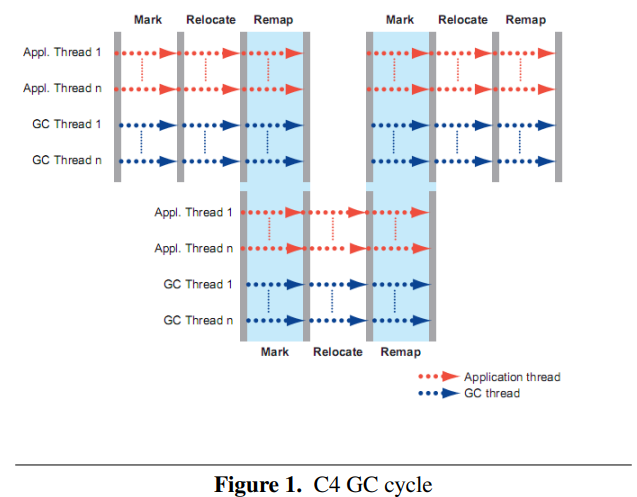 Mark Relocate Remap Mark Relocate Remap
Appl. Thread 1
Appl. Thread n
GC Thread 1
GC Thread n
Appl. Thread 1
Appl. Thread n
GC Thread 1
GC Thread n
Mark Relocate Remap
Application thread
GC thread
Figure 1. C4 GC cycle